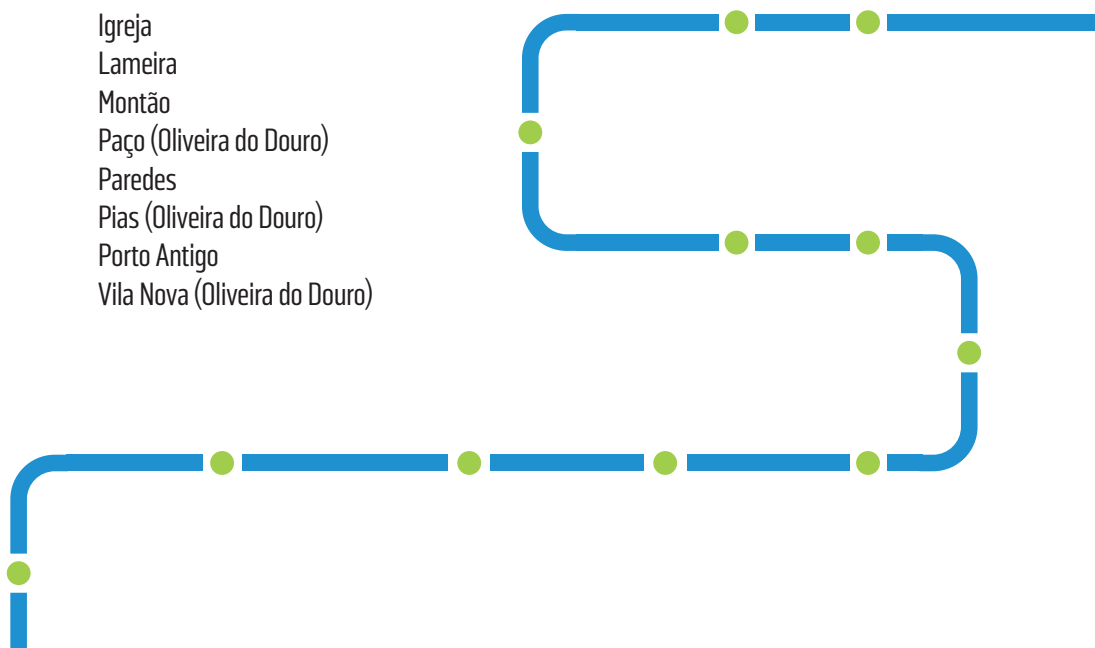 Igreja
Lameira
Montão
Paço (Oliveira do Douro)
Paredes
Pias (Oliveira do Douro)
Porto Antigo
Vila Nova (Oliveira do Douro)